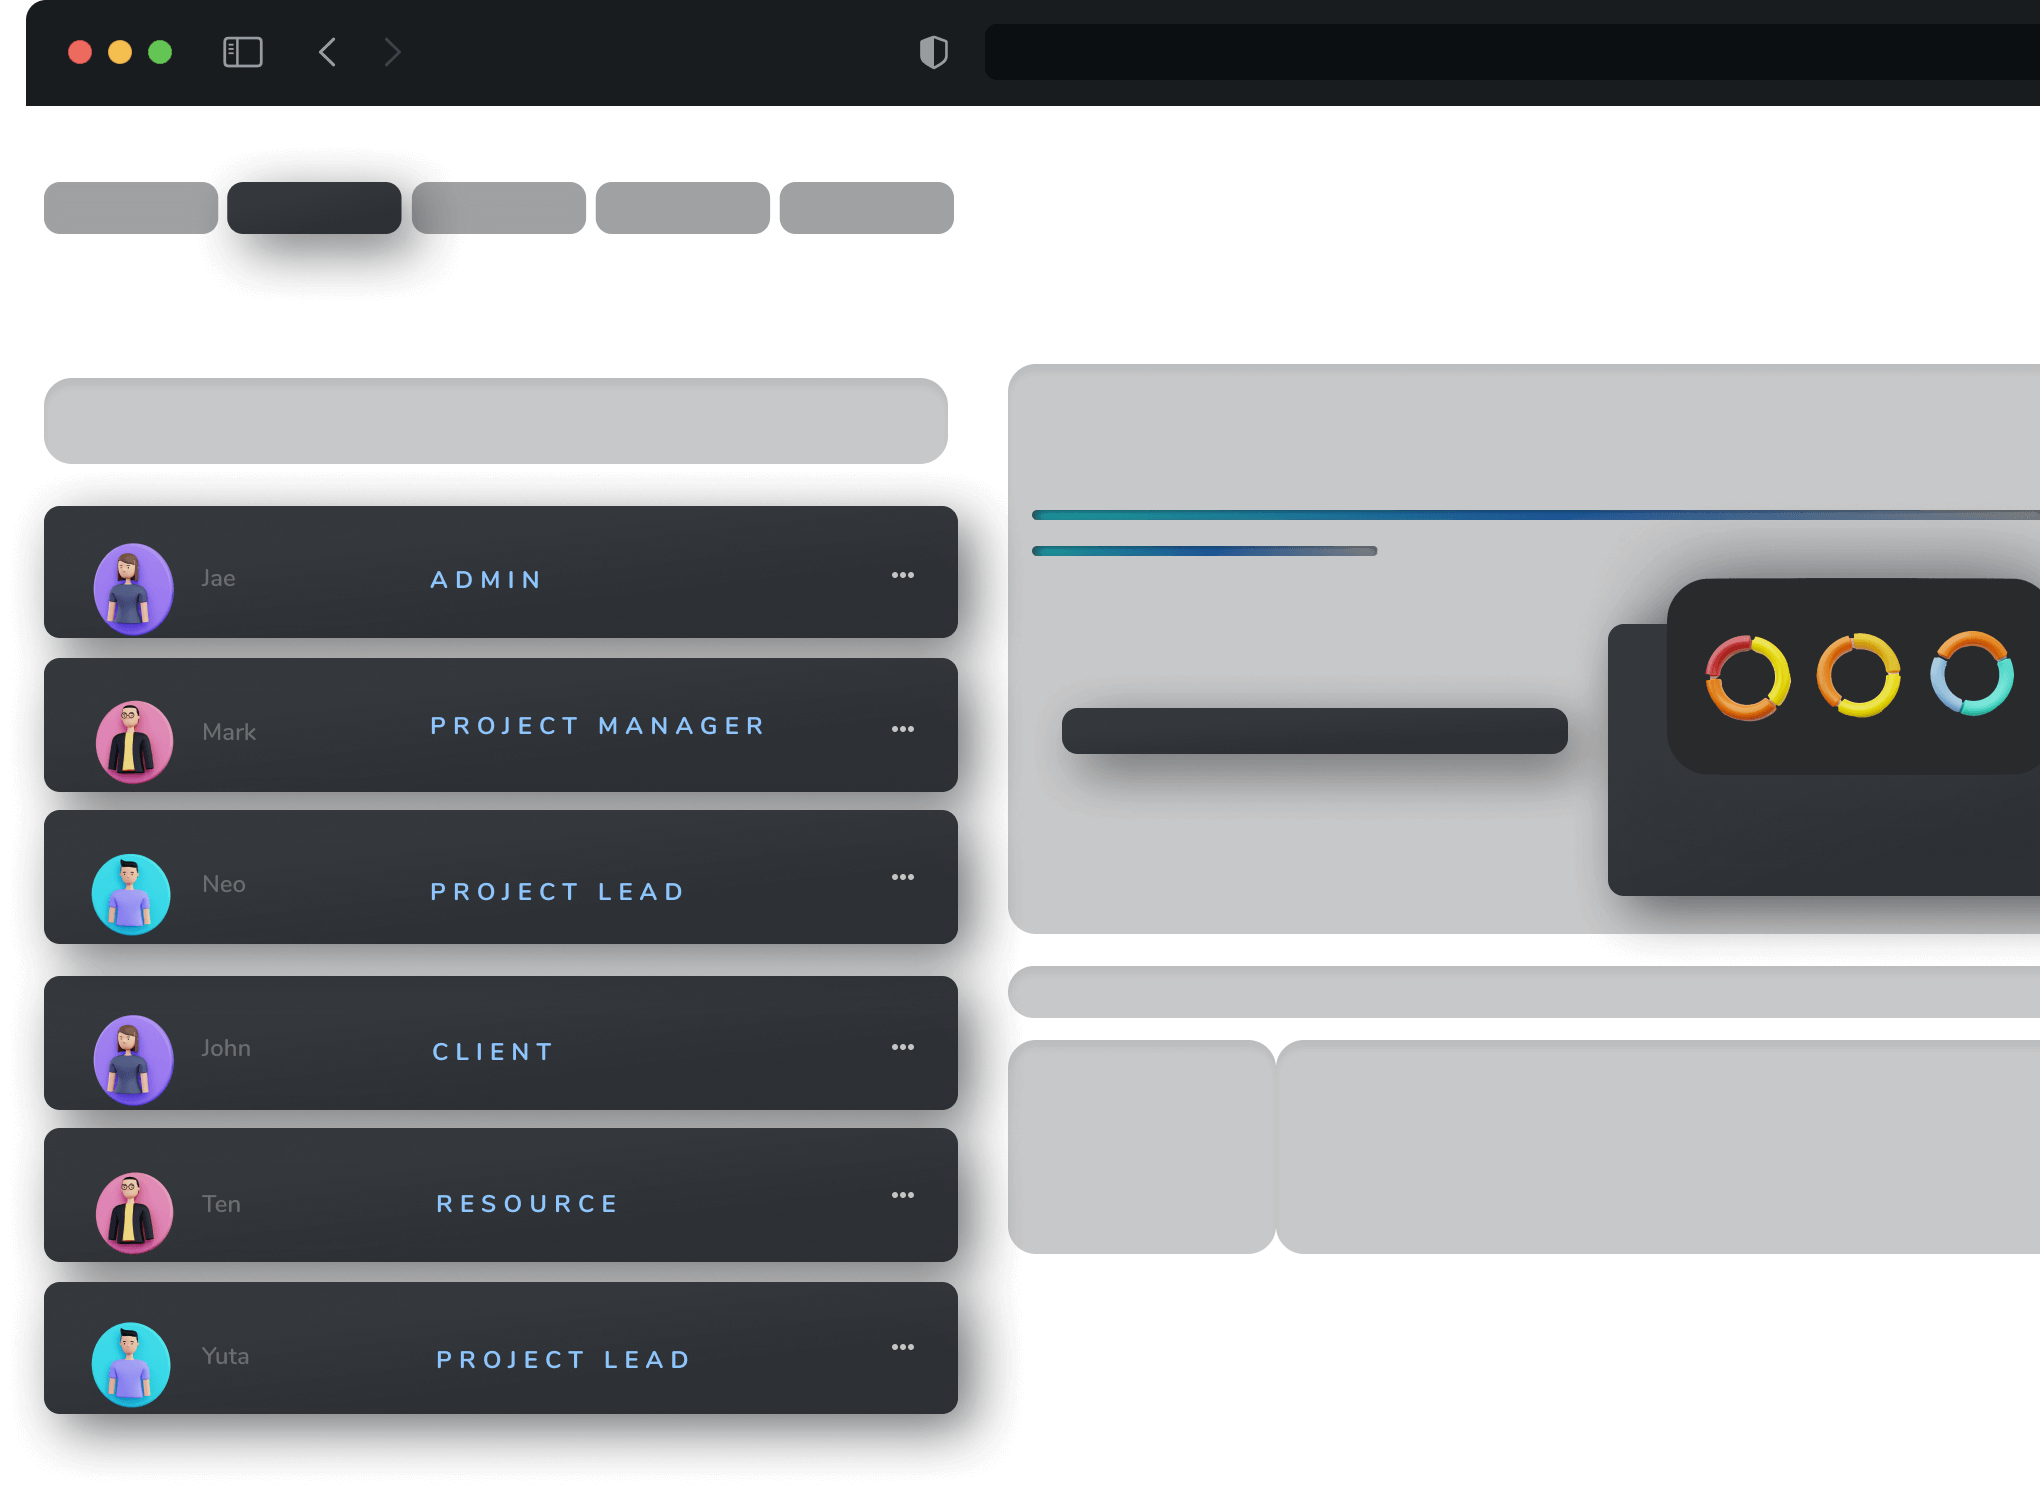 Jae ADMIN
Mark PROJECT MANAGER
Neo PROJECT LEAD
John CLIENT
Ten RESOURCE
Yuta PROJECT LEAD